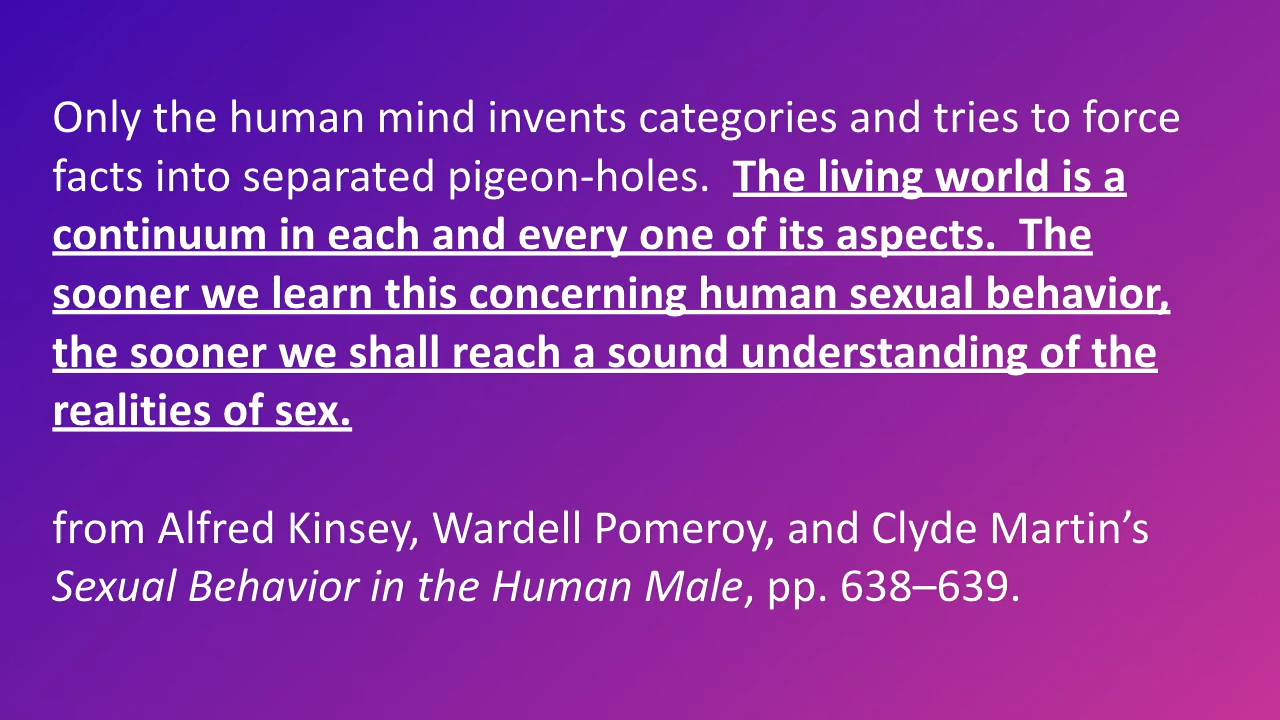 Only the human mind invents categories and tries to force
facts into separated pigeon-holes.  The living world is a
continuum in each and every one of its aspects.  The
sooner we learn this concerning human sexual behavior,
the sooner we shall reach a sound understanding of the
realities of sex.
from Alfred Kinsey, Wardell Pomeroy, and Clyde Martin’s
Sexual Behavior in the Human Male, pp. 638–639.